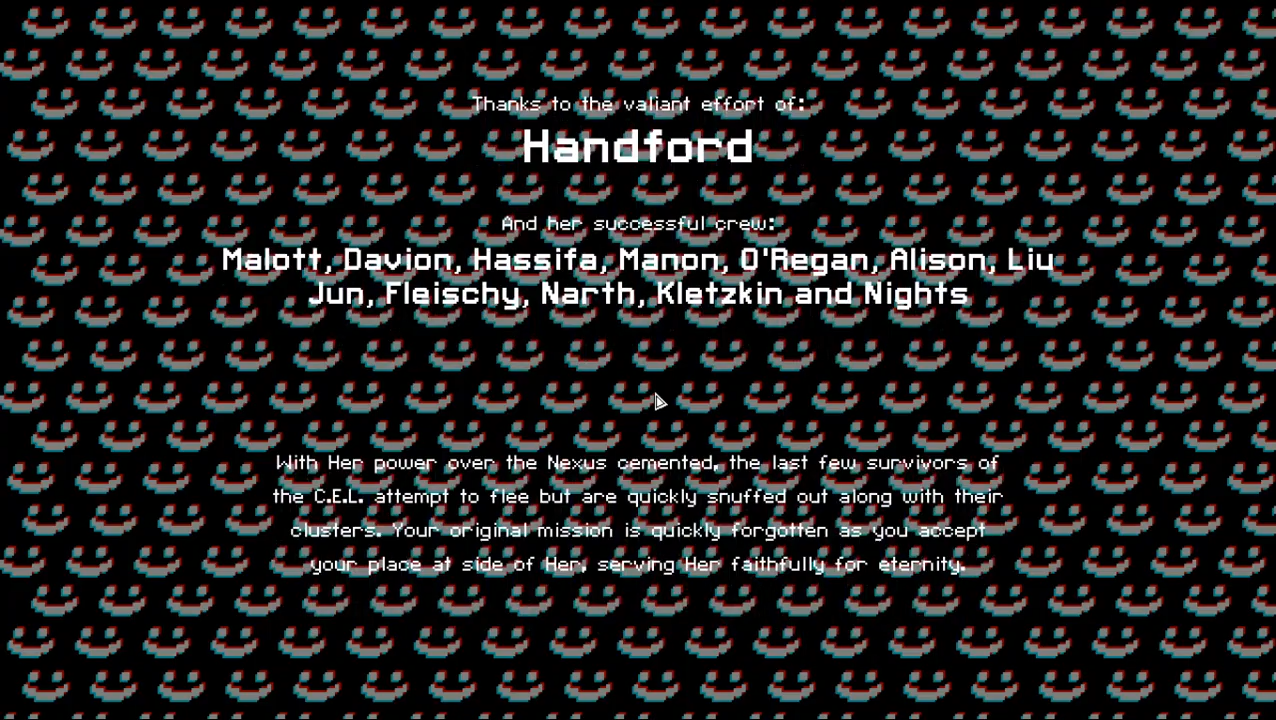 Thanks to the valiant effort of:
Handford
And her successful crew:
Malott, Davion, Hassifa, Manon, O'Regan, Alison, Liu
Jun, Fleischy, Narth, Kletzkin and Nights
With Her power over the Nexus cemented, the last few survivors of
the C.E.L. attempt to flee but are quickly snuffed out along with their
clusters. Your original mission is quickly forgotten as you accept
your place at side of Her, serving Her faithfully for eternity.